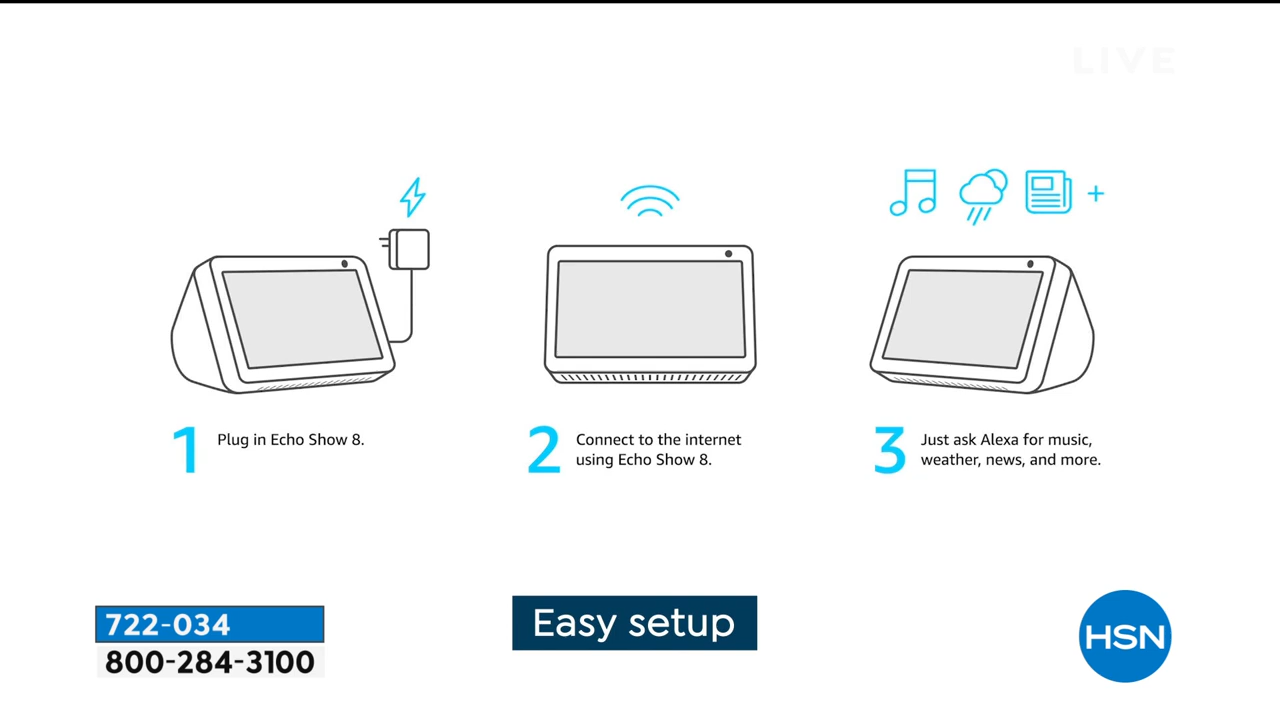 LIVE
1 Plug in Echo Show 8.
2 Connect to the internet
using Echo Show 8.
3 Just ask Alexa for music,
weather, news, and more.
722-034
800-284-3100
Easy setup
HSN